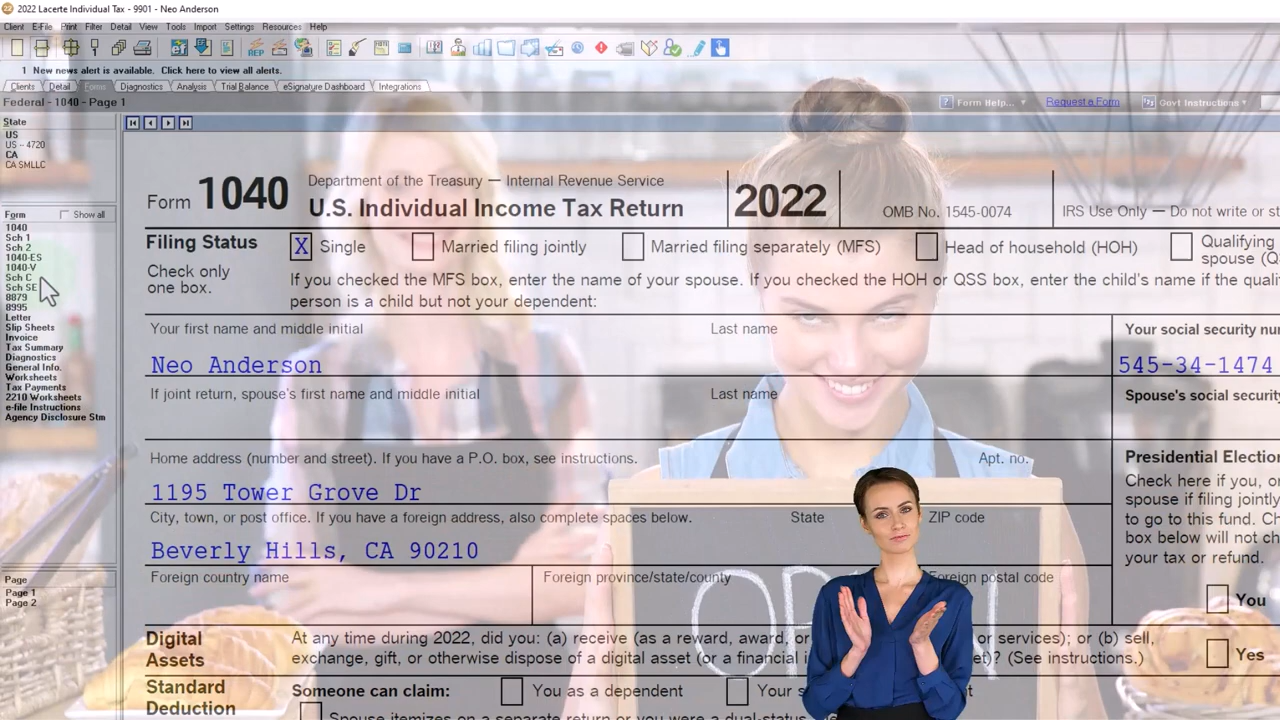 2022 Lacerte Individual Tax - 9901 - Neo Anderson
Client E-File Print Filter Detail View Tools Import Settings Resources Help
REP
1 New news alert is available. Click here to view all alerts.
Clients Detail Forms Diagnostics Analysis Trial Balance eSignature Dashboard Integrations
Federal - 1040 - Page 1 Form Help... Request a Form Govt Instructions
State
US
US - 4720
CA
CA SMLLC
Form Show all
1040
Sch 1
Sch 2
1040-ES
1040-V
Sch C
Sch SE
8879
8995
Letter
Slip Sheets
Invoice
Tax Summary
Diagnostics
General Info.
Worksheets
Tax Payments
2210 Worksheets
e-file Instructions
Agency Disclosure Stm
Page
Page 1
Page 2
Form 1040 Department of the Treasury — Internal Revenue Service
U.S. Individual Income Tax Return 2022 OMB No. 1545-0074 IRS Use Only — Do not write or s
Filing Status X Single Married filing jointly Married filing separately (MFS) Head of household (HOH) Qualifying
spouse (Q
Check only
one box.
If you checked the MFS box, enter the name of your spouse. If you checked the HOH or QSS box, enter the child's name if the quali
person is a child but not your dependent:
Your first name and middle initial Last name Your social security nu
Neo Anderson 545-34-1474
If joint return, spouse's first name and middle initial Last name Spouse's social security
Home address (number and street). If you have a P.O. box, see instructions. Apt. no.
1195 Tower Grove Dr
City, town, or post office. If you have a foreign address, also complete spaces below. State ZIP code
Beverly Hills, CA 90210
Foreign country name Foreign province/state/county Foreign postal code
Presidential Election
Check here if you, or
spouse if filing jointly
to go to this fund. Ch
box below will not ch
your tax or refund.
You
Digital
Assets
At any time during 2022, did you: (a) receive (as a reward, award, or or services); or (b) sell,
exchange, gift, or otherwise dispose of a digital asset (or a financial i et)? (See instructions.)
Yes
Standard
Deduction
Someone can claim: You as a dependent Your s t
Spouse itemizes on a separate return or you were a dual-status